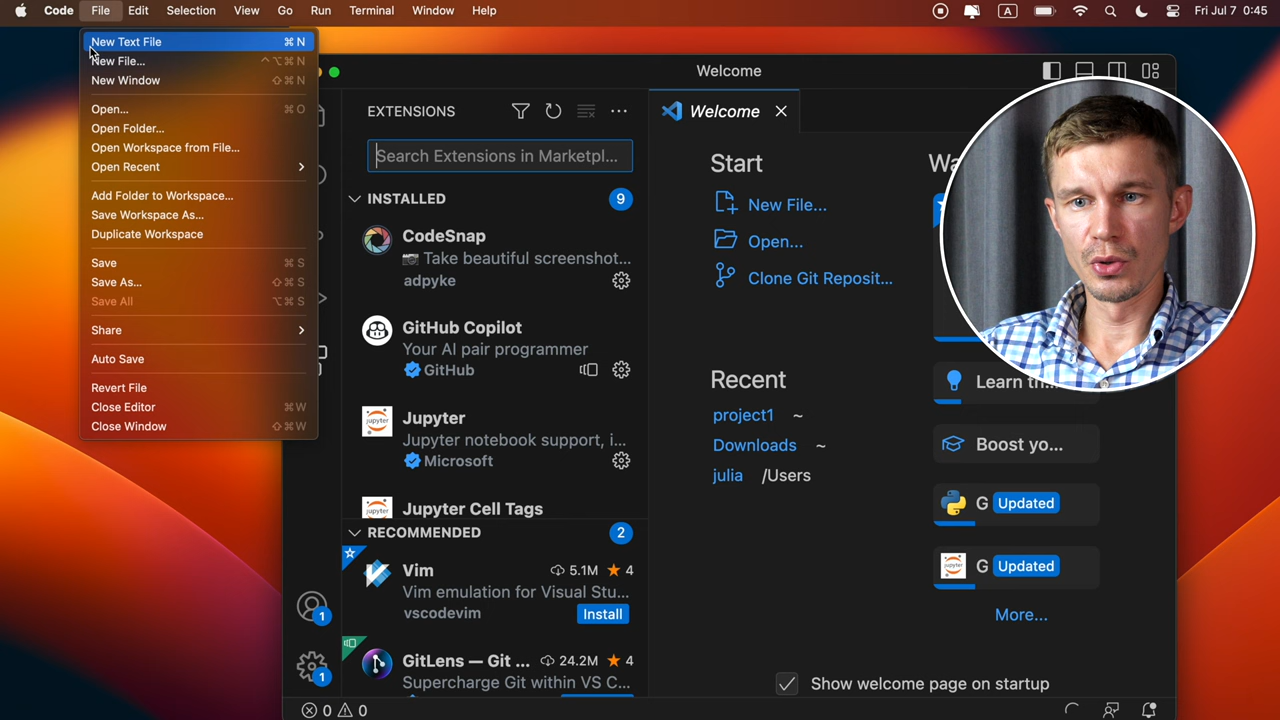 Code File Edit Selection View Go Run Terminal Window Help A Fri Jul 7 0:45
New Text File ⌘ N
New File... ^⌥⌘ N
New Window ⇧⌘ N
Open... ⌘ O
Open Folder...
Open Workspace from File...
Open Recent
Add Folder to Workspace...
Save Workspace As...
Duplicate Workspace
Save ⌘ S
Save As... ⇧⌘ S
Save All ⌥⌘ S
Share
Auto Save
Revert File
Close Editor ⌘W
Close Window ⇧⌘W
Welcome
EXTENSIONS
Search Extensions in Marketpl...
INSTALLED 9
CodeSnap
Take beautiful screenshot...
adpyke
GitHub Copilot
Your AI pair programmer
GitHub
Jupyter
Jupyter notebook support, i...
Microsoft
Jupyter Cell Tags
RECOMMENDED 2
Vim 5.1M ★ 4
Vim emulation for Visual Stu...
vscodevim Install
GitLens — Git ... 24.2M ★ 4
Supercharge Git within VS C...
1
1
0 0
Welcome
Start
New File...
Open...
Clone Git Reposit...
Recent
project1 ~
Downloads ~
julia /Users
Wa
Learn th
Boost yo...
G Updated
G Updated
More...
Show welcome page on startup